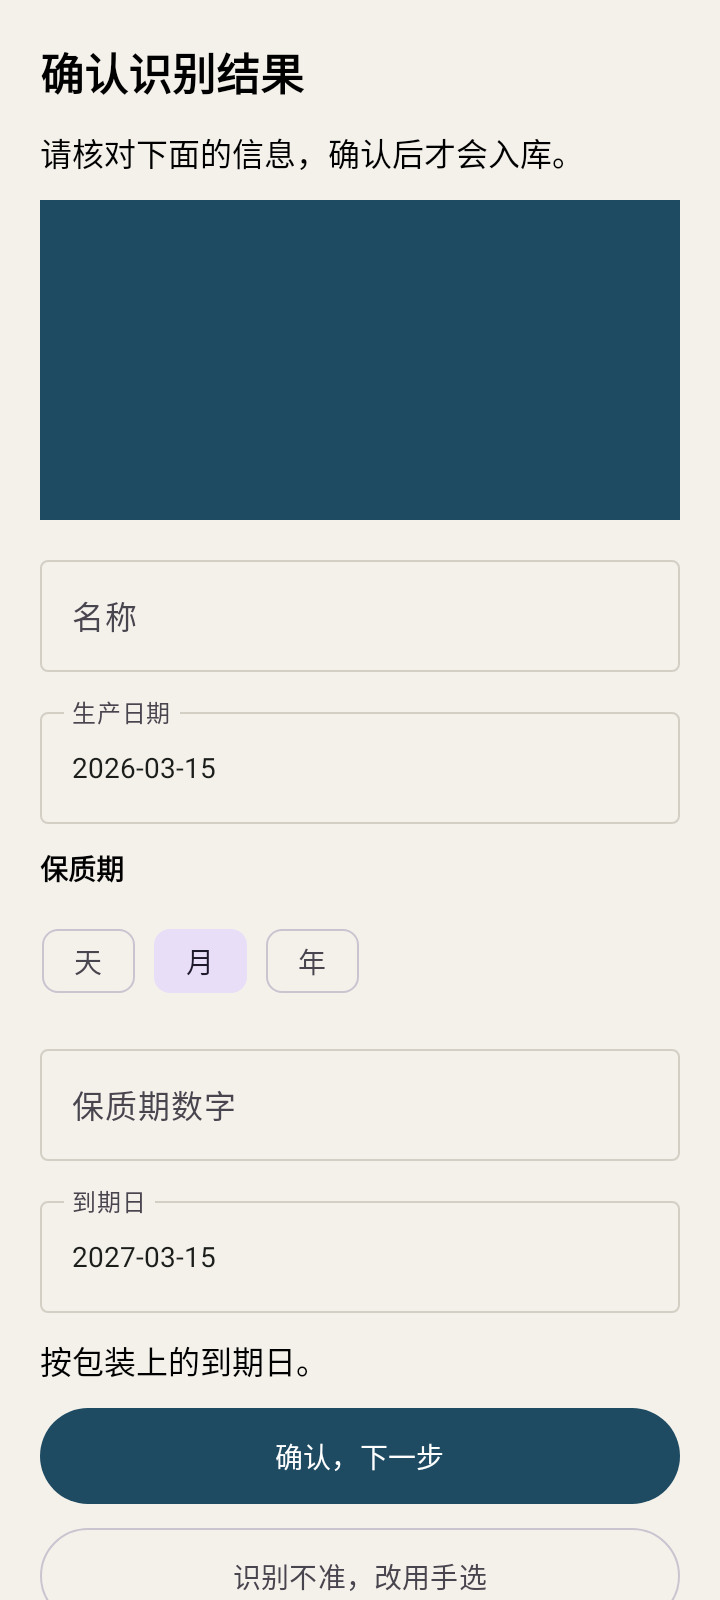 确认识别结果
请核对下面的信息，确认后才会入库。
名称
生产日期
2026-03-15
保质期
天 月 年
保质期数字
到期日
2027-03-15
按包装上的到期日。
确认，下一步
识别不准，改用手选